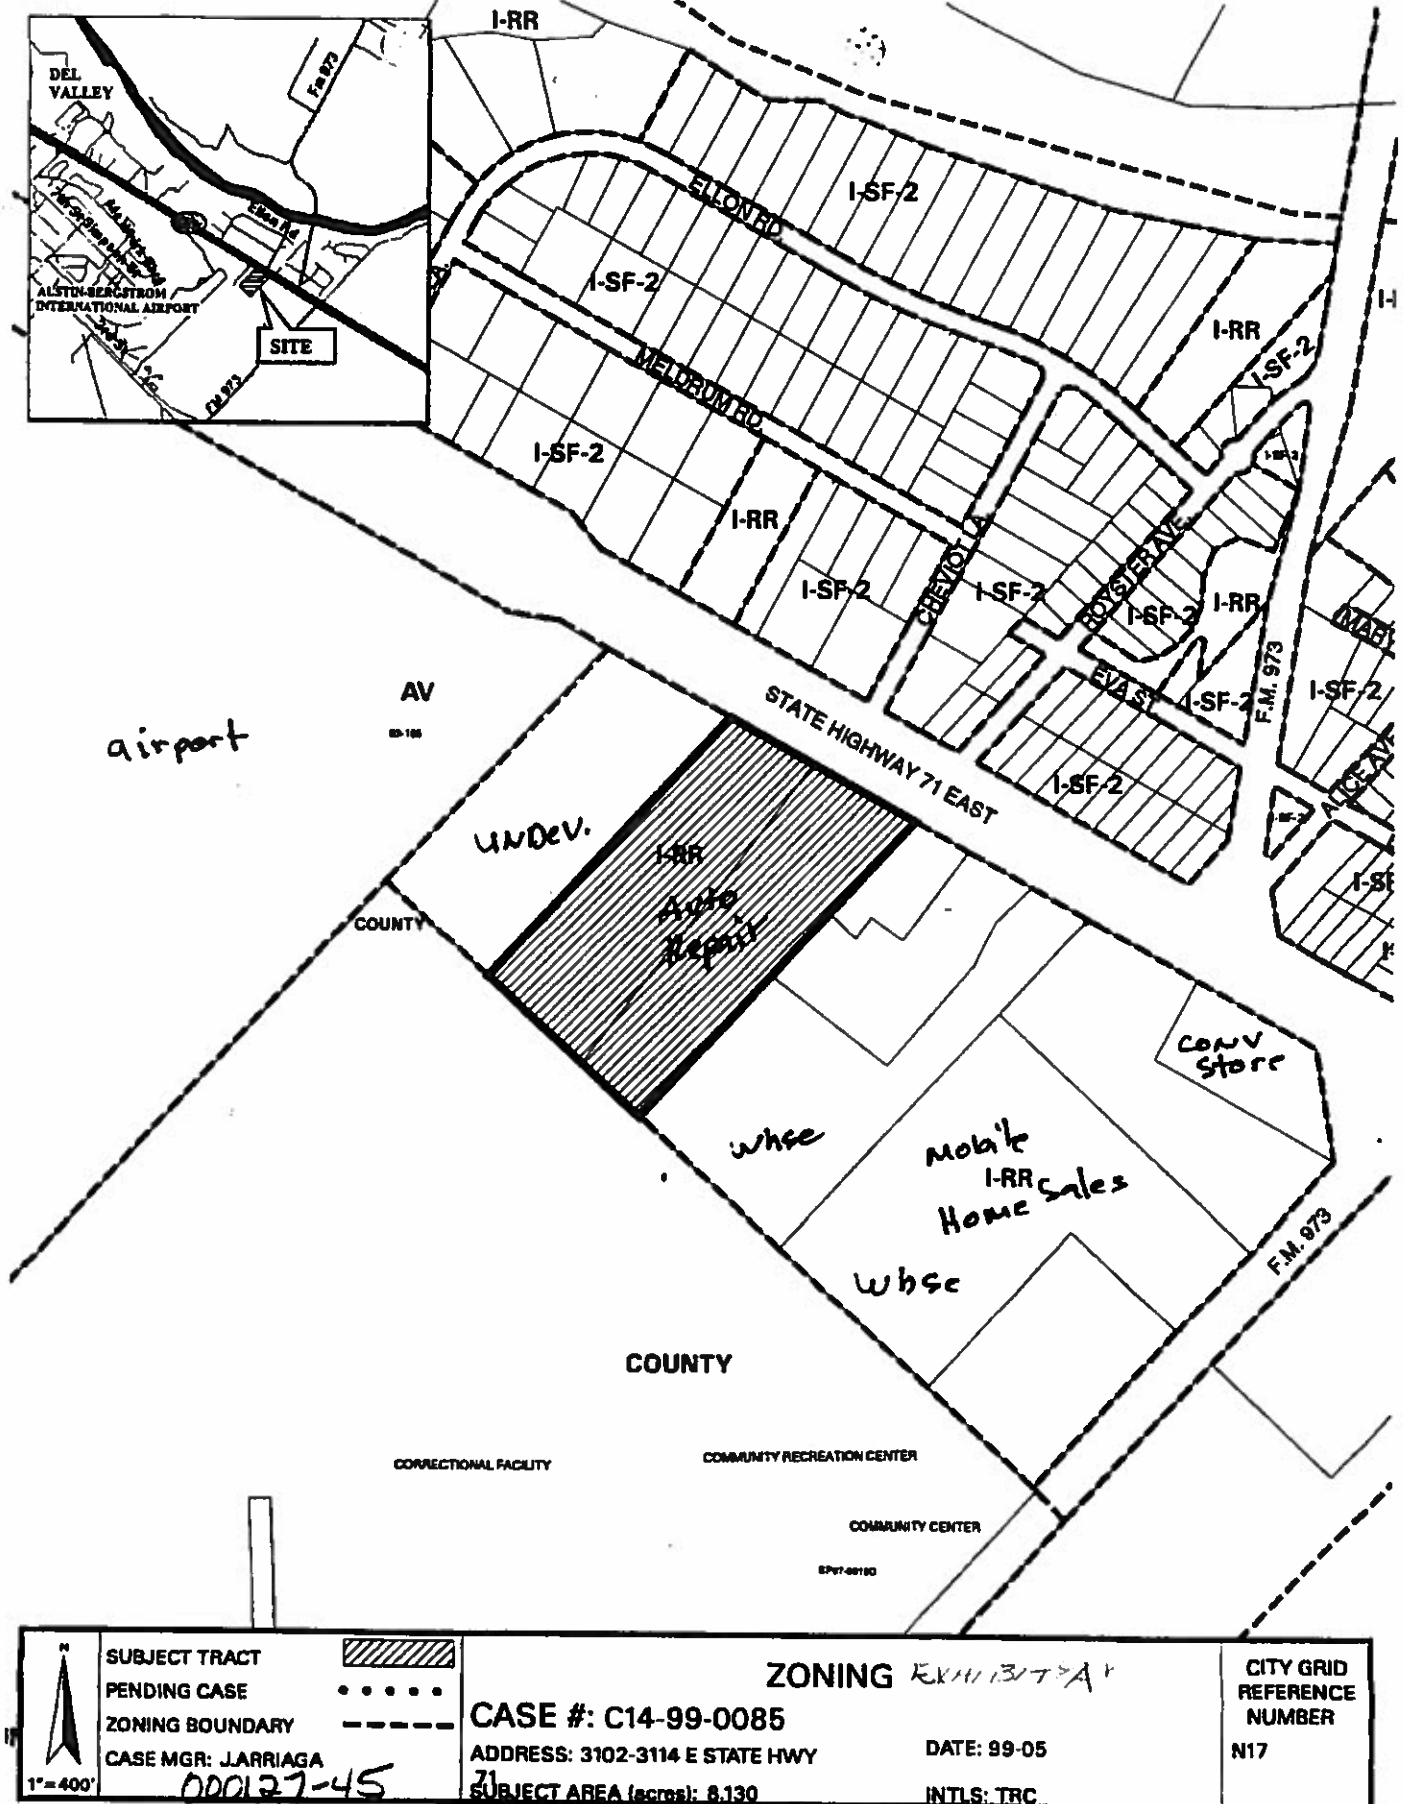 I-RR
DEL
VALLEY
Fm 973
Ellon Rd.
AUSTIN-BERGSTROM
INTERNATIONAL AIRPORT
SITE
FM 973
ELLON RD.
I-SF-2
I-SF-2
I-RR
I-SF-2
MELDRUM RD.
I-SF-2
I-SF-2
I-RR
CHEVIOT LA.
I-SF-2
I-SF-2
ROYSTER AVE.
I-SF-2
I-RR
EVA ST
I-SF-2
F.M. 973
I-SF-2
ALICE AVE
I-SF-2
STATE HIGHWAY 71 EAST
AV
airport
UNDEV.
I-RR
Auto
Repair
COUNTY
CONV
Store
whse
Mobile
I-RR
Home Sales
whse
F.M. 973
COUNTY
CORRECTIONAL FACILITY
COMMUNITY RECREATION CENTER
COMMUNITY CENTER
N
1"=400'
SUBJECT TRACT
PENDING CASE
ZONING BOUNDARY
CASE MGR: J.ARRIAGA
000127-45
ZONING EXHIBIT A
CASE #: C14-99-0085
ADDRESS: 3102-3114 E STATE HWY
71
SUBJECT AREA (acres): 8.130
DATE: 99-05
INTLS: TRC
CITY GRID
REFERENCE
NUMBER
N17